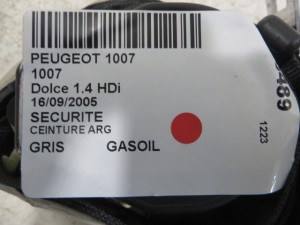 PEUGEOT 1007
1007
Dolce 1.4 HDi
16/09/2005
SECURITE
CEINTURE ARG
GRIS GASOIL
1223
489